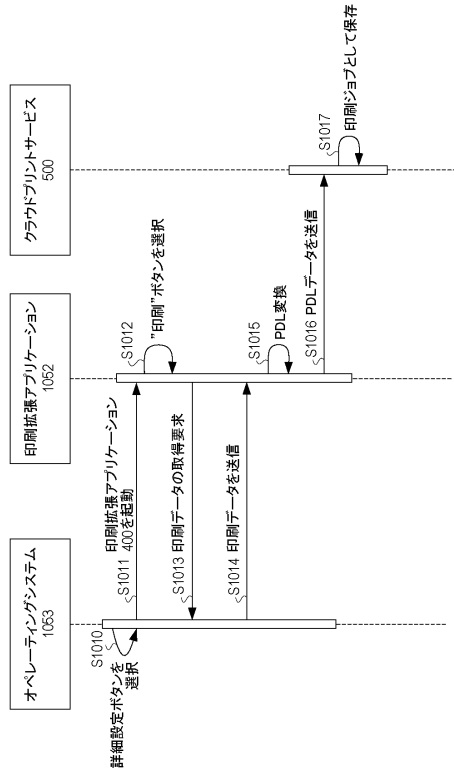 オペレーティングシステム
1053
印刷拡張アプリケーション
1052
クラウドプリントサービス
500
S1010
詳細設定ボタンを
選択
印刷拡張アプリケーション
S1011 400を起動
S1012
"印刷"ボタンを選択
S1013 印刷データの取得要求
S1014 印刷データを送信
S1015
PDL変換
S1016 PDLデータを送信
S1017
印刷ジョブとして保存